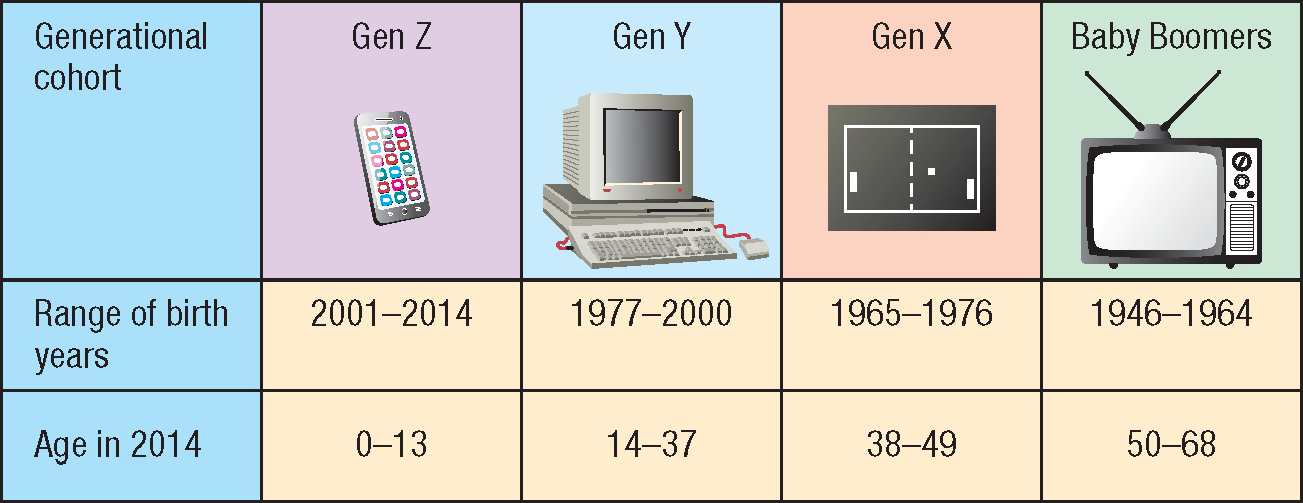 Generational
cohort
Gen Z
Gen Y
Gen X
Baby Boomers
Range of birth
years
2001–2014
1977–2000
1965–1976
1946–1964
Age in 2014
0–13
14–37
38–49
50–68